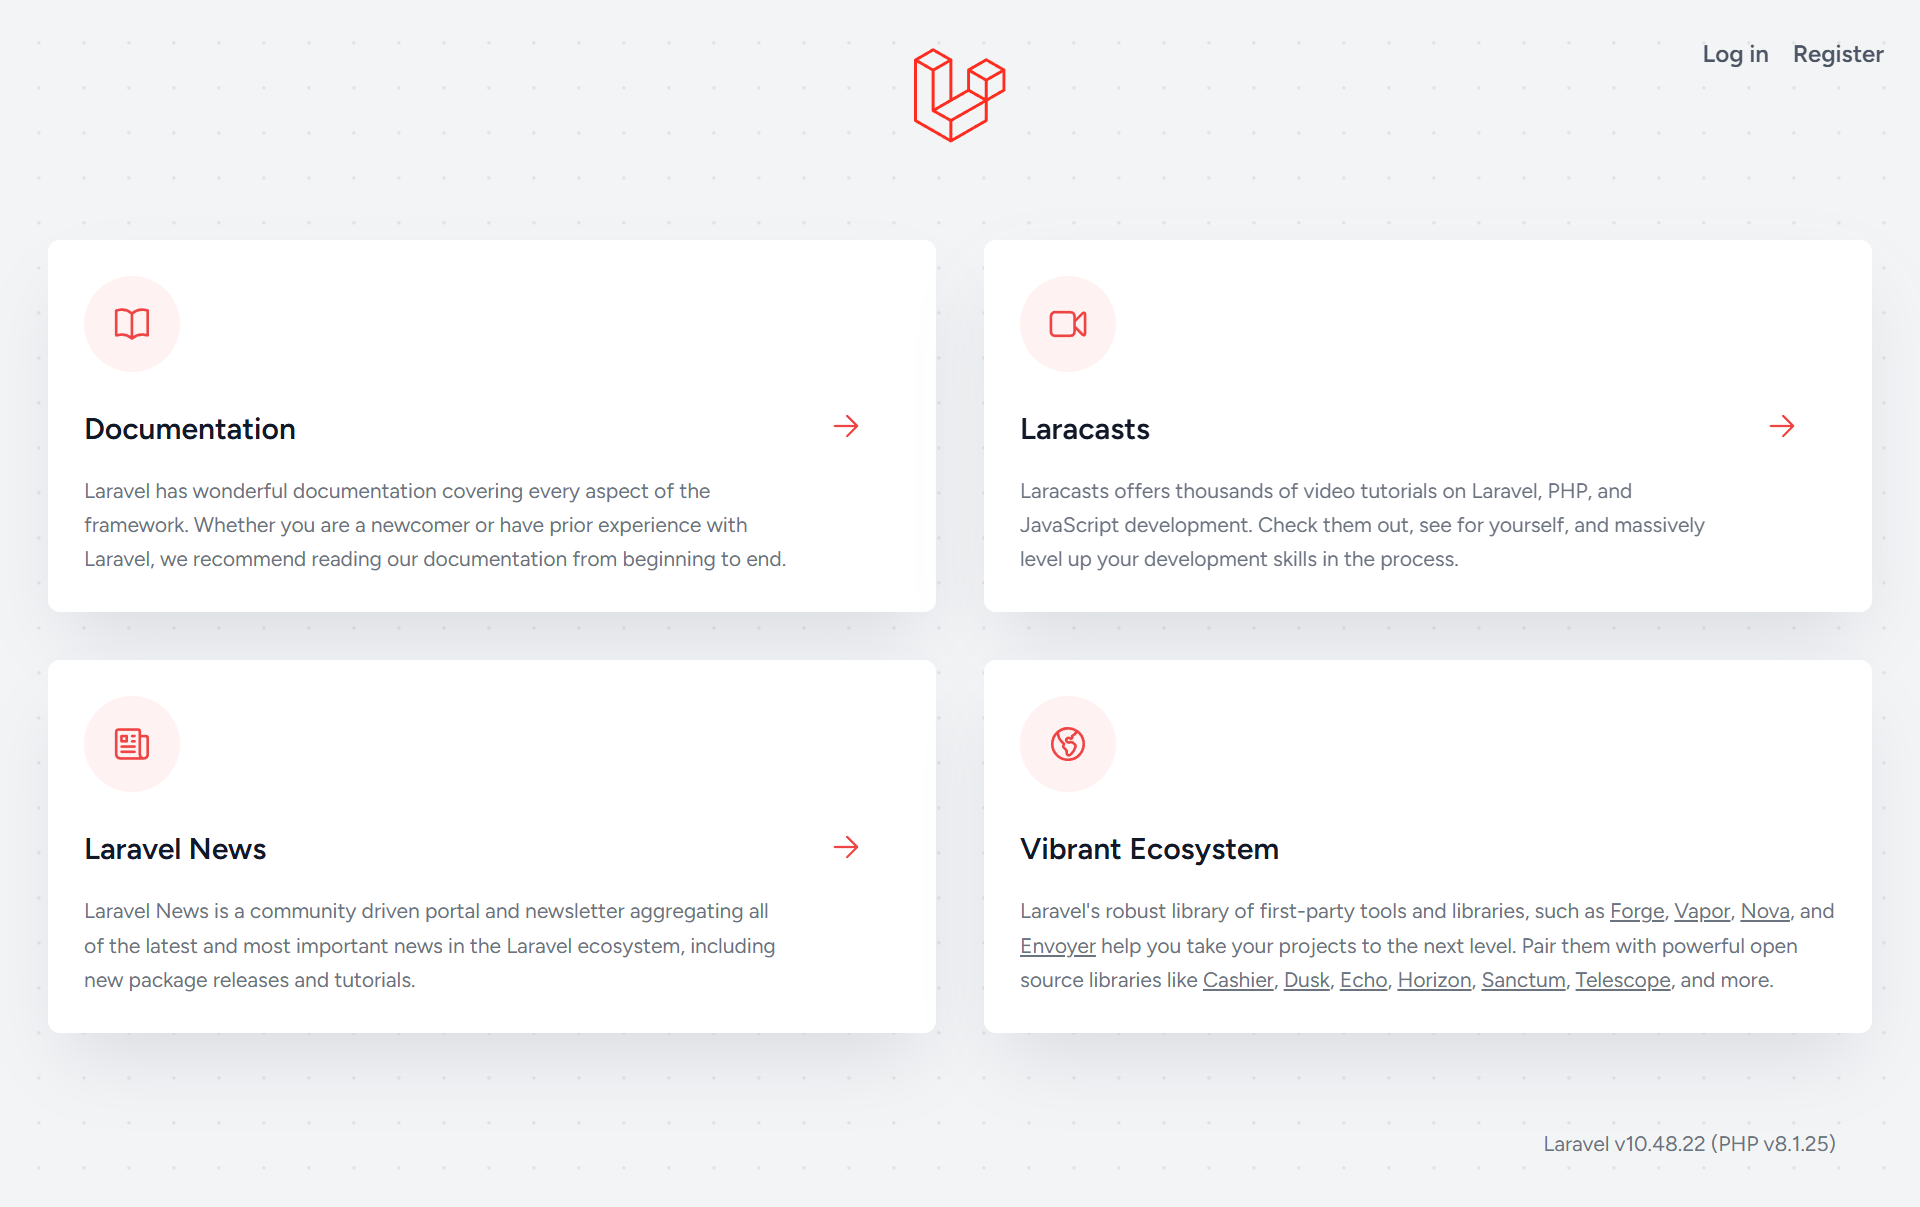 Log in Register
Documentation
Laravel has wonderful documentation covering every aspect of the
framework. Whether you are a newcomer or have prior experience with
Laravel, we recommend reading our documentation from beginning to end.
Laracasts
Laracasts offers thousands of video tutorials on Laravel, PHP, and
JavaScript development. Check them out, see for yourself, and massively
level up your development skills in the process.
Laravel News
Laravel News is a community driven portal and newsletter aggregating all
of the latest and most important news in the Laravel ecosystem, including
new package releases and tutorials.
Vibrant Ecosystem
Laravel's robust library of first-party tools and libraries, such as Forge, Vapor, Nova, and
Envoyer help you take your projects to the next level. Pair them with powerful open
source libraries like Cashier, Dusk, Echo, Horizon, Sanctum, Telescope, and more.
Laravel v10.48.22 (PHP v8.1.25)